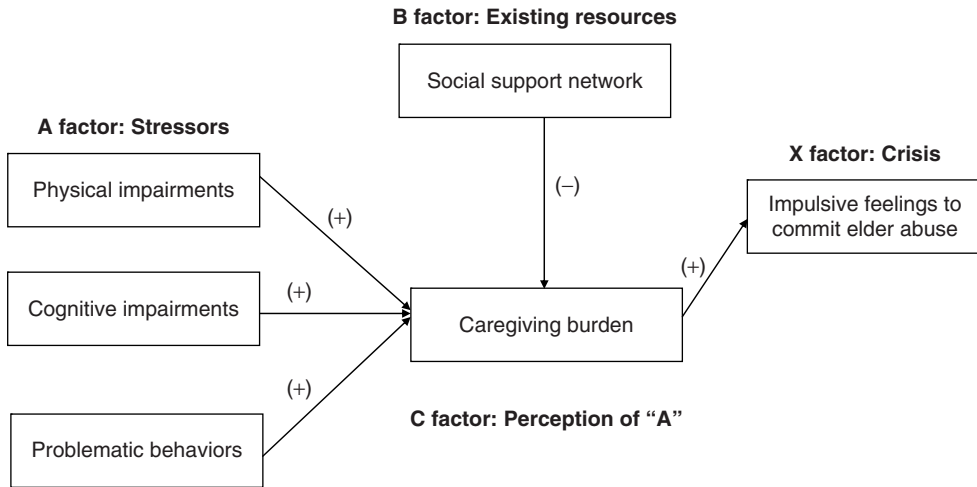 B factor: Existing resources
Social support network
A factor: Stressors
Physical impairments
(+)
(−)
X factor: Crisis
Impulsive feelings to
commit elder abuse
Cognitive impairments
(+)
Caregiving burden
(+)
Problematic behaviors
(+)
C factor: Perception of “A”